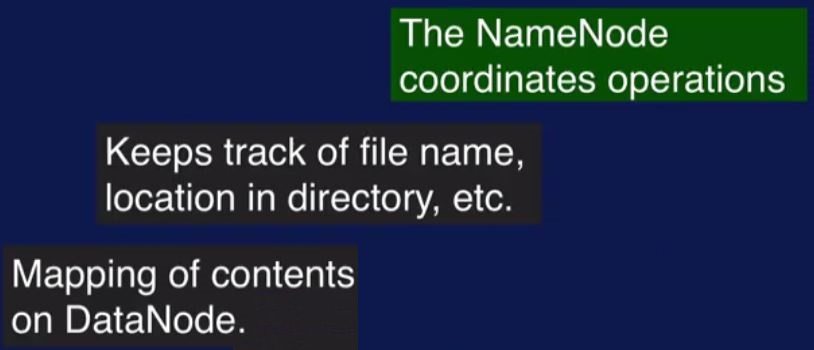 The NameNode
coordinates operations
Keeps track of file name,
location in directory, etc.
Mapping of contents
on DataNode.